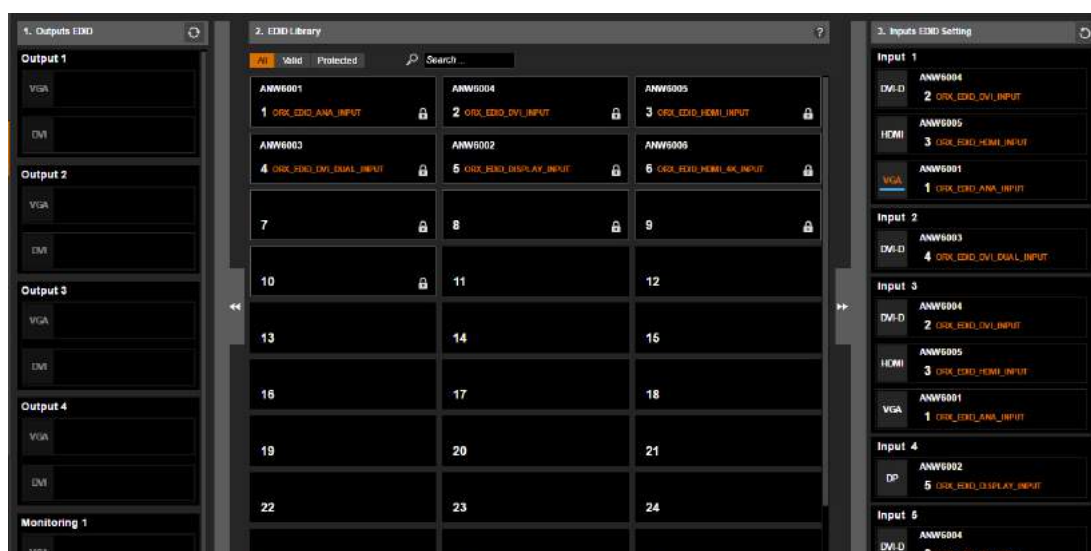 1. Outputs EDID
Output 1
VGA
DVI
Output 2
VGA
DVI
Output 3
VGA
DVI
Output 4
VGA
DVI
Monitoring 1
2. EDID Library
?
All Valid Protected Search ...
ANW6001
1 ORX_EDID_ANA_INPUT
ANW6004
2 ORX_EDID_DVI_INPUT
ANW6005
3 ORX_EDID_HDMI_INPUT
ANW6003
4 ORX_EDID_DVI_DUAL_INPUT
ANW6002
5 ORX_EDID_DISPLAY_INPUT
ANW6006
6 ORX_EDID_HDMI_4K_INPUT
7 8 9
10 11 12
13 14 15
16 17 18
19 20 21
22 23 24
3. Inputs EDID Setting
Input 1
DVI-D
ANW6004
2 ORX_EDID_DVI_INPUT
HDMI
ANW6005
3 ORX_EDID_HDMI_INPUT
VGA
ANW6001
1 ORX_EDID_ANA_INPUT
Input 2
DVI-D
ANW6003
4 ORX_EDID_DVI_DUAL_INPUT
Input 3
DVI-D
ANW6004
2 ORX_EDID_DVI_INPUT
HDMI
ANW6005
3 ORX_EDID_HDMI_INPUT
VGA
ANW6001
1 ORX_EDID_ANA_INPUT
Input 4
DP
ANW6002
5 ORX_EDID_DISPLAY_INPUT
Input 5
DVI-D
ANW6004